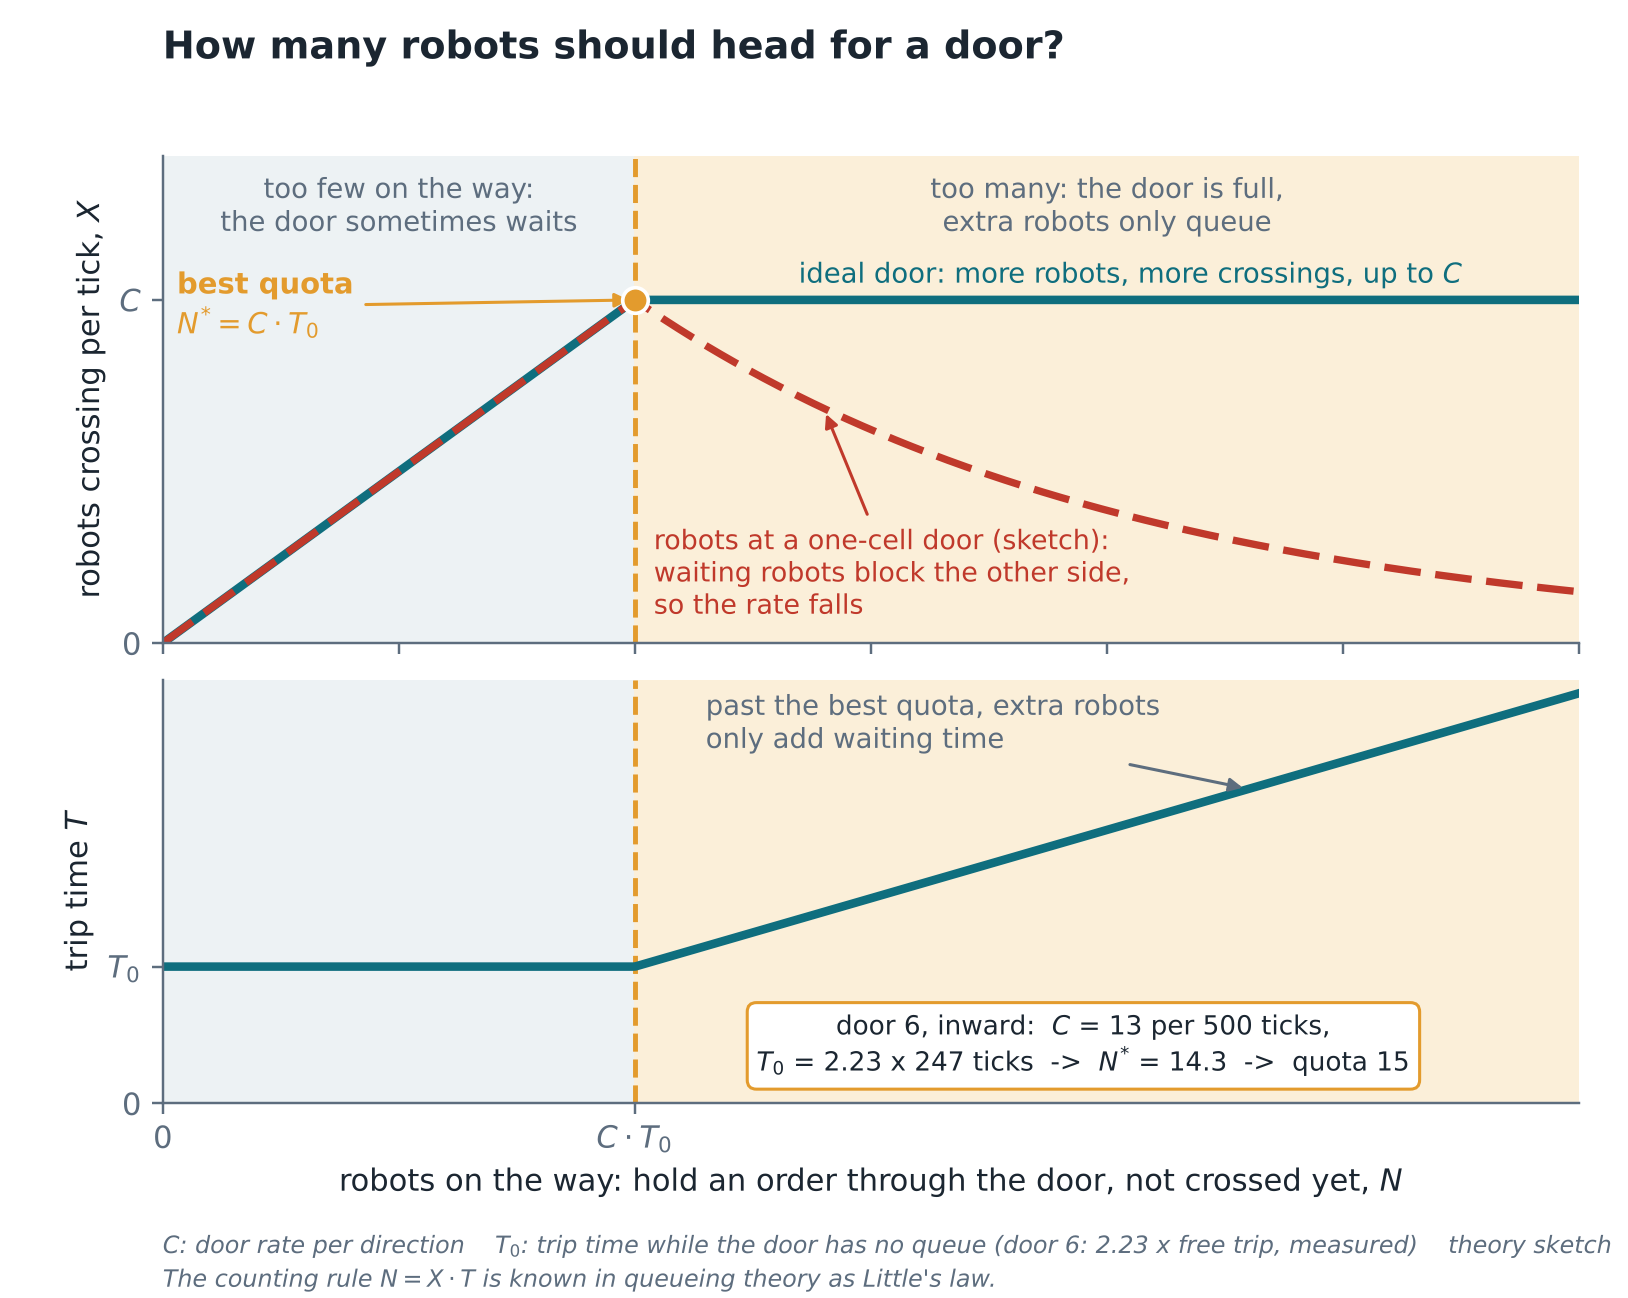 How many robots should head for a door?
too few on the way:
the door sometimes waits
too many: the door is full,
extra robots only queue
ideal door: more robots, more crossings, up to C
best quota
N* = C · T₀
robots crossing per tick, X
C
robots at a one-cell door (sketch):
waiting robots block the other side,
so the rate falls
0
past the best quota, extra robots
only add waiting time
trip time T
T₀
door 6, inward: C = 13 per 500 ticks,
T₀ = 2.23 x 247 ticks -> N* = 14.3 -> quota 15
0
0
C · T₀
robots on the way: hold an order through the door, not crossed yet, N
C: door rate per direction T₀: trip time while the door has no queue (door 6: 2.23 x free trip, measured) theory sketch
The counting rule N = X · T is known in queueing theory as Little's law.